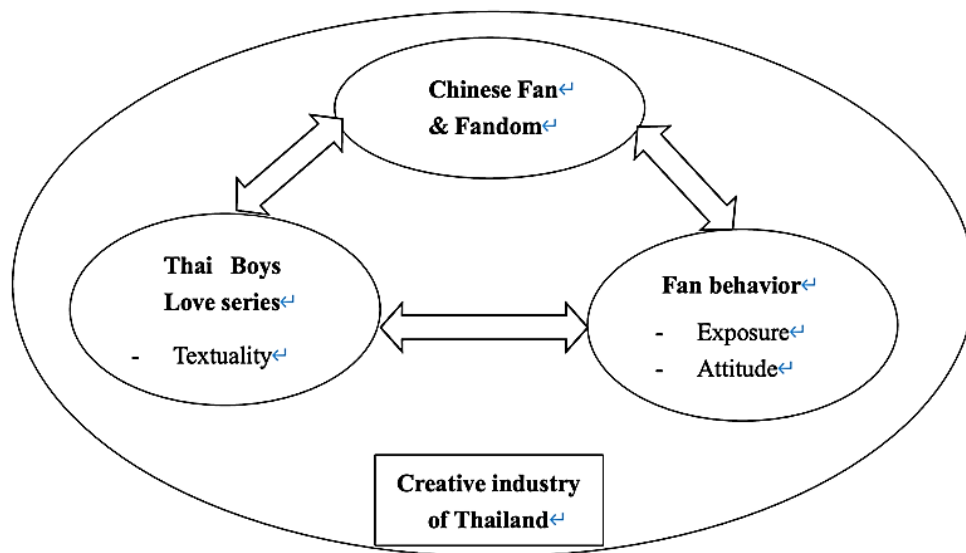 Chinese Fan↵
& Fandom↵
Thai Boys
Love series↵
- Textuality↵
Fan behavior↵
- Exposure↵
- Attitude↵
Creative industry
of Thailand↵